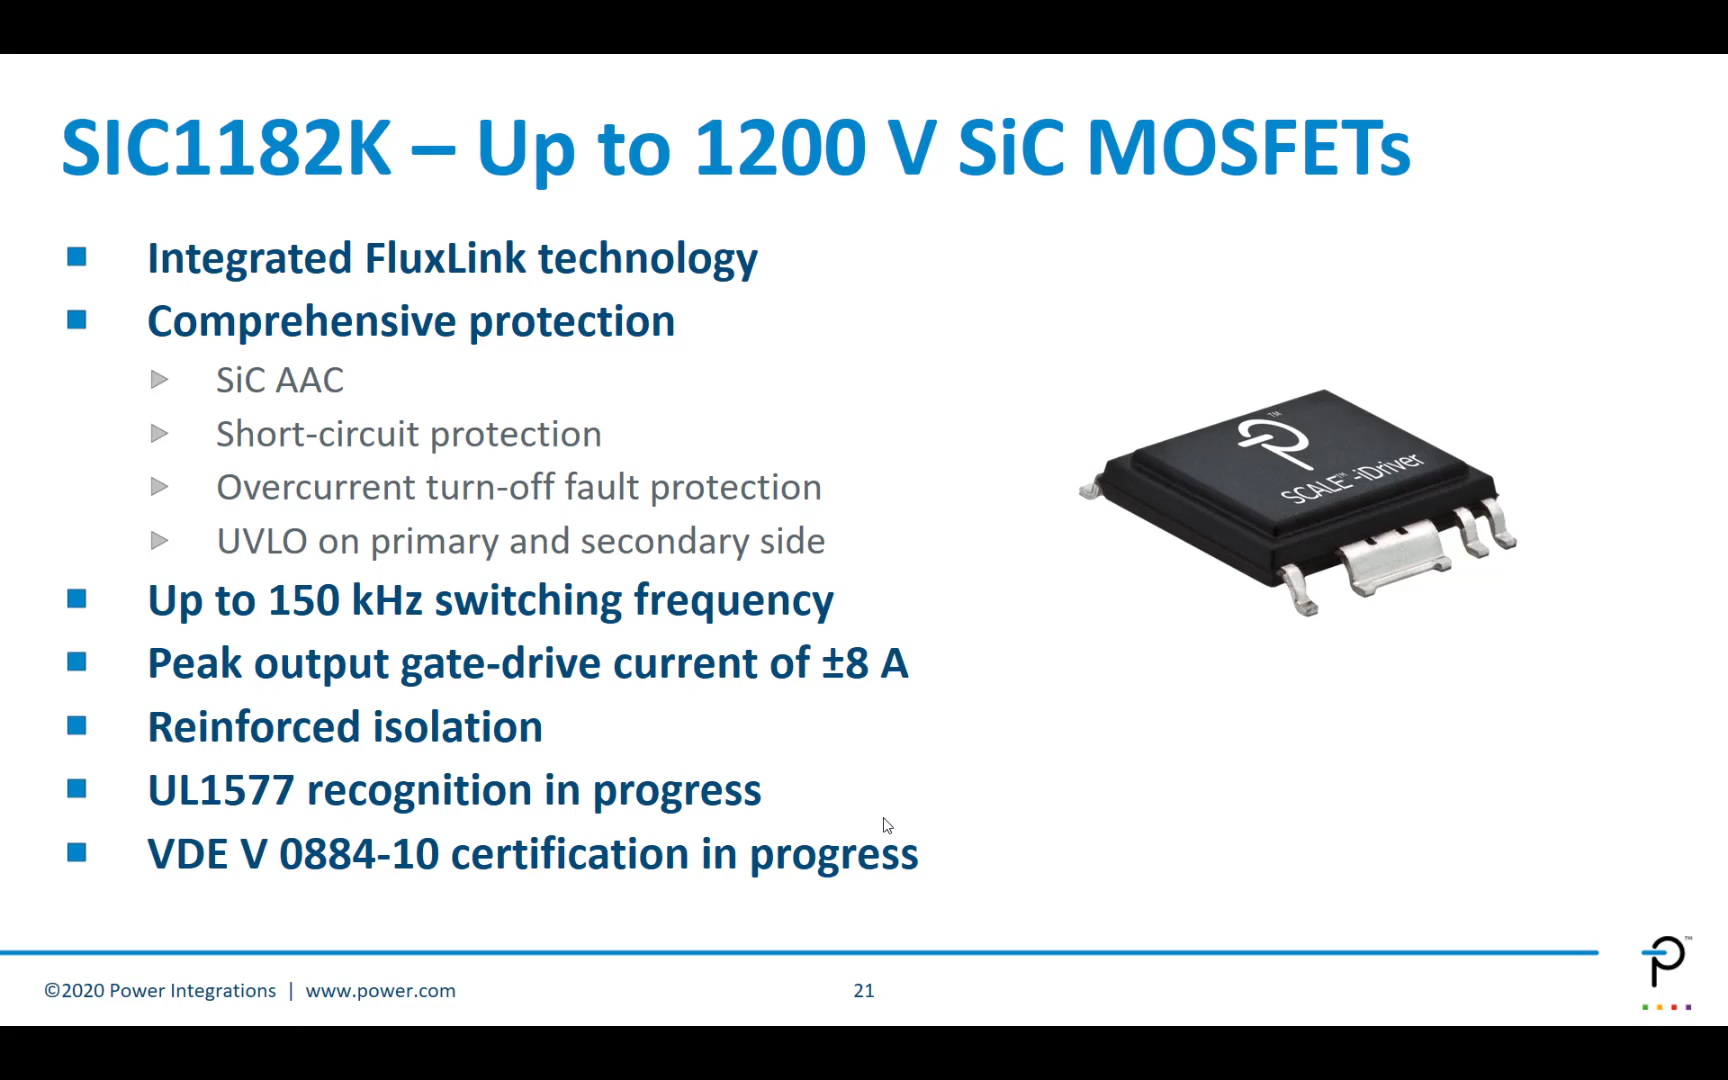 SIC1182K – Up to 1200 V SiC MOSFETs
Integrated FluxLink technology
Comprehensive protection
SiC AAC
Short-circuit protection
Overcurrent turn-off fault protection
UVLO on primary and secondary side
Up to 150 kHz switching frequency
Peak output gate-drive current of ±8 A
Reinforced isolation
UL1577 recognition in progress
VDE V 0884-10 certification in progress
TM
SCALE™-iDriver
©2020 Power Integrations | www.power.com
21
TM